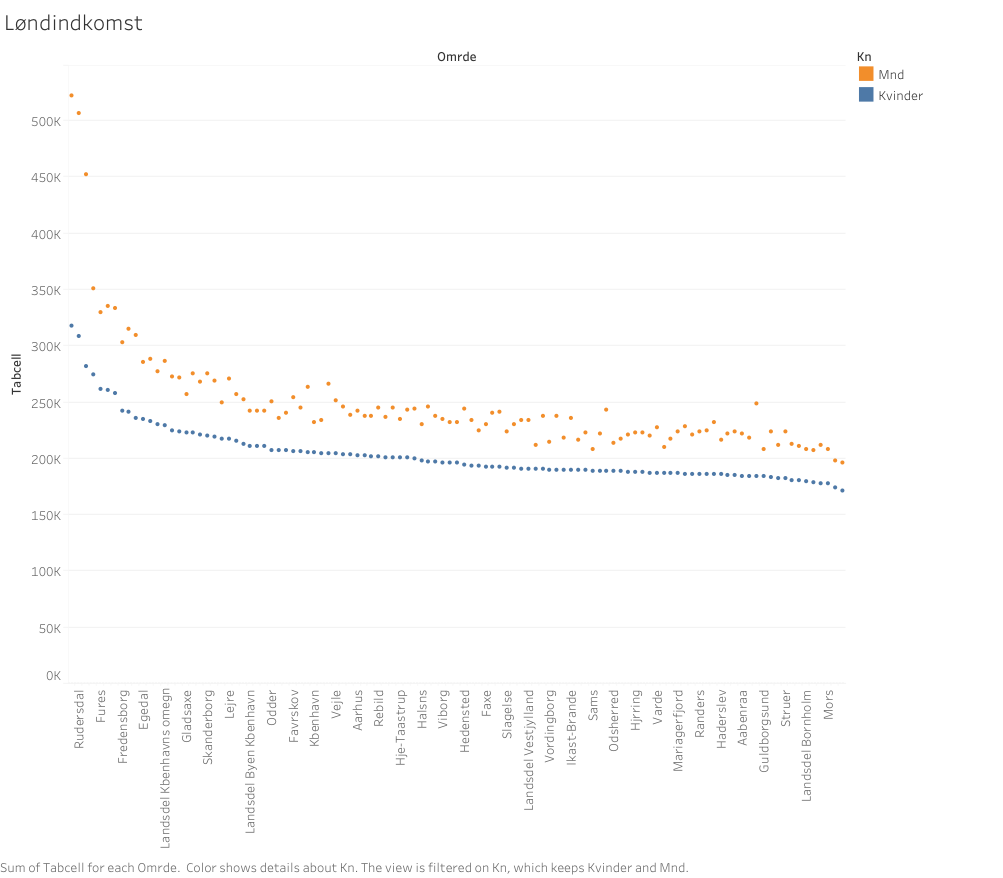 Løndindkomst
Omrde
Kn
Mnd
Kvinder
Tabcell
500K
450K
400K
350K
300K
250K
200K
150K
100K
50K
0K
Rudersdal
Fures
Fredensborg
Egedal
Landsdel Kbenhavns omegn
Gladsaxe
Skanderborg
Lejre
Landsdel Byen Kbenhavn
Odder
Favrskov
Kbenhavn
Vejle
Aarhus
Rebild
Hje-Taastrup
Halsns
Viborg
Hedensted
Faxe
Slagelse
Landsdel Vestjylland
Vordingborg
Ikast-Brande
Sams
Odsherred
Hjrring
Varde
Mariagerfjord
Randers
Haderslev
Aabenraa
Guldborgsund
Struer
Landsdel Bornholm
Mors
Sum of Tabcell for each Omrde.  Color shows details about Kn. The view is filtered on Kn, which keeps Kvinder and Mnd.